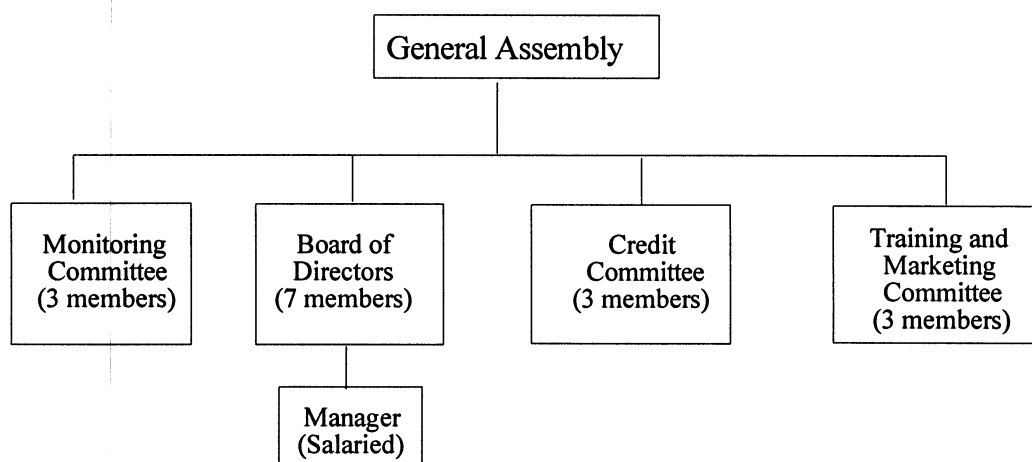 General Assembly
Monitoring
Committee
(3 members)
Board of
Directors
(7 members)
Credit
Committee
(3 members)
Training and
Marketing
Committee
(3 members)
Manager
(Salaried)